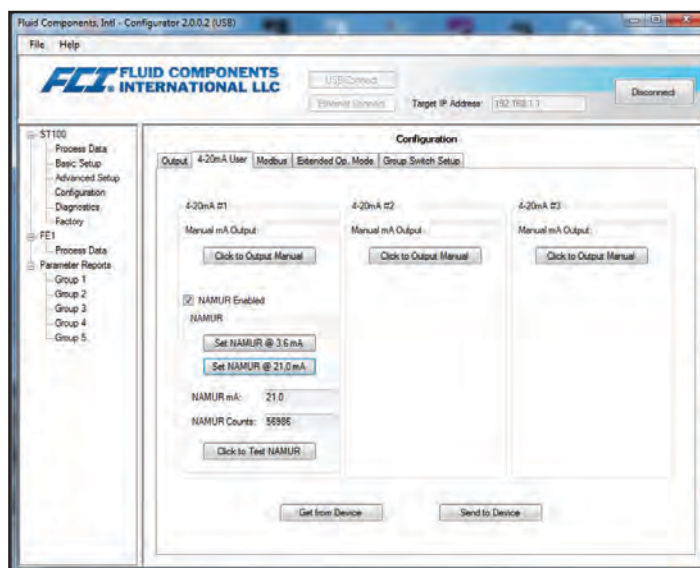 Fluid Components, Intl - Configurator 2.0.0.2 (USB)
File Help
FCI FLUID COMPONENTS
INTERNATIONAL LLC
USB Connect
Ethernet Connect Target IP Address: 192.168.1.1 Disconnect
ST100
Process Data
Basic Setup
Advanced Setup
Configuration
Diagnostics
Factory
FE1
Process Data
Parameter Reports
Group 1
Group 2
Group 3
Group 4
Group 5
Configuration
Output 4-20mA User Modbus Extended Op. Mode Group Switch Setup
4-20mA #1 4-20mA #2 4-20mA #3
Manual mA Output Manual mA Output Manual mA Output
Click to Output Manual Click to Output Manual Click to Output Manual
NAMUR Enabled
NAMUR
Set NAMUR @ 3.6 mA
Set NAMUR @ 21.0 mA
NAMUR mA: 21.0
NAMUR Counts: 56986
Click to Test NAMUR
Get from Device Send to Device